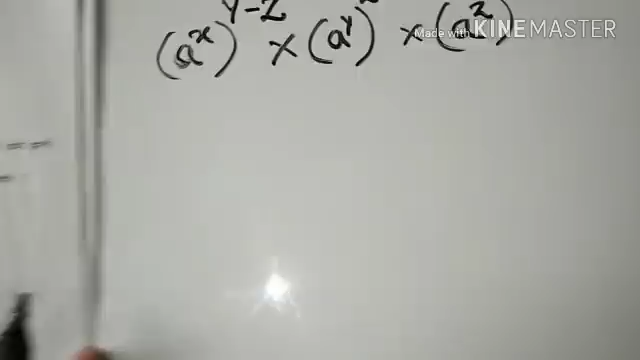 (a^x)^{y-z} × (a^y) × (a^z)
Made with KINEMASTER